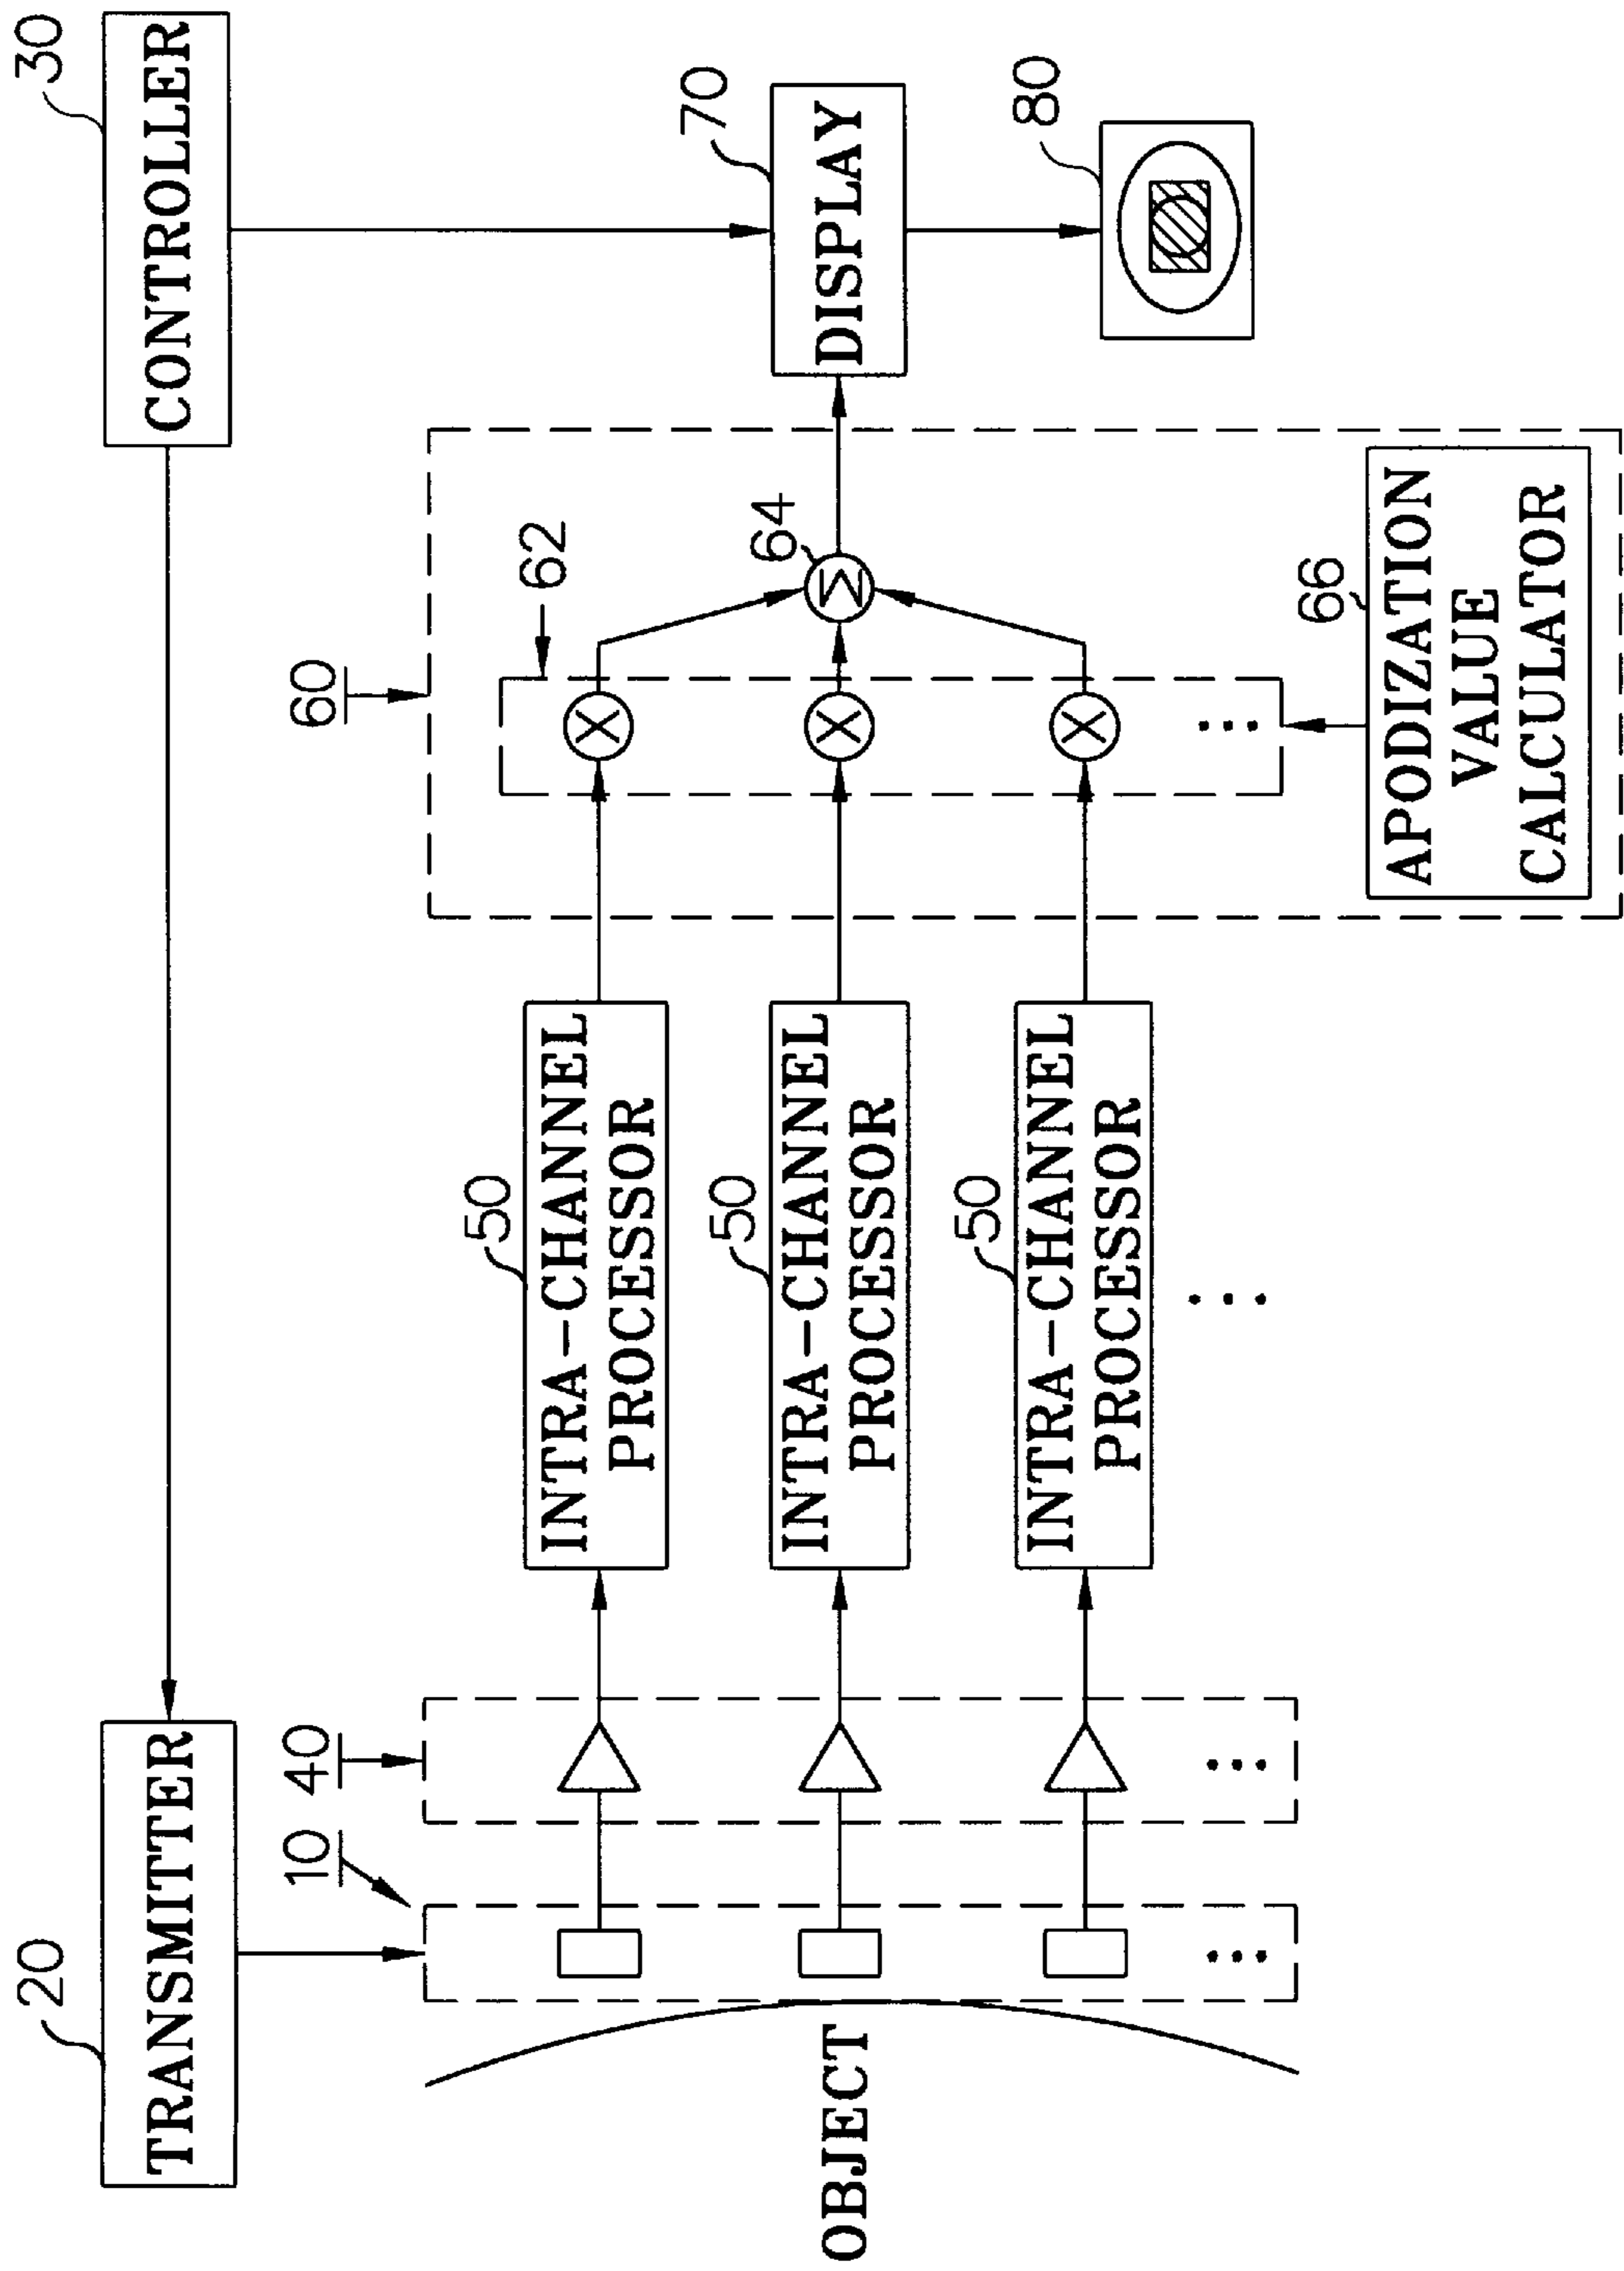 20
TRANSMITTER
30
CONTROLLER
10
40
60
50
INTRA-CHANNEL
PROCESSOR
62
X
50
INTRA-CHANNEL
PROCESSOR
X
64
Σ
70
DISPLAY
OBJECT
50
INTRA-CHANNEL
PROCESSOR
X
80
66
APODIZATION
VALUE
CALCULATOR